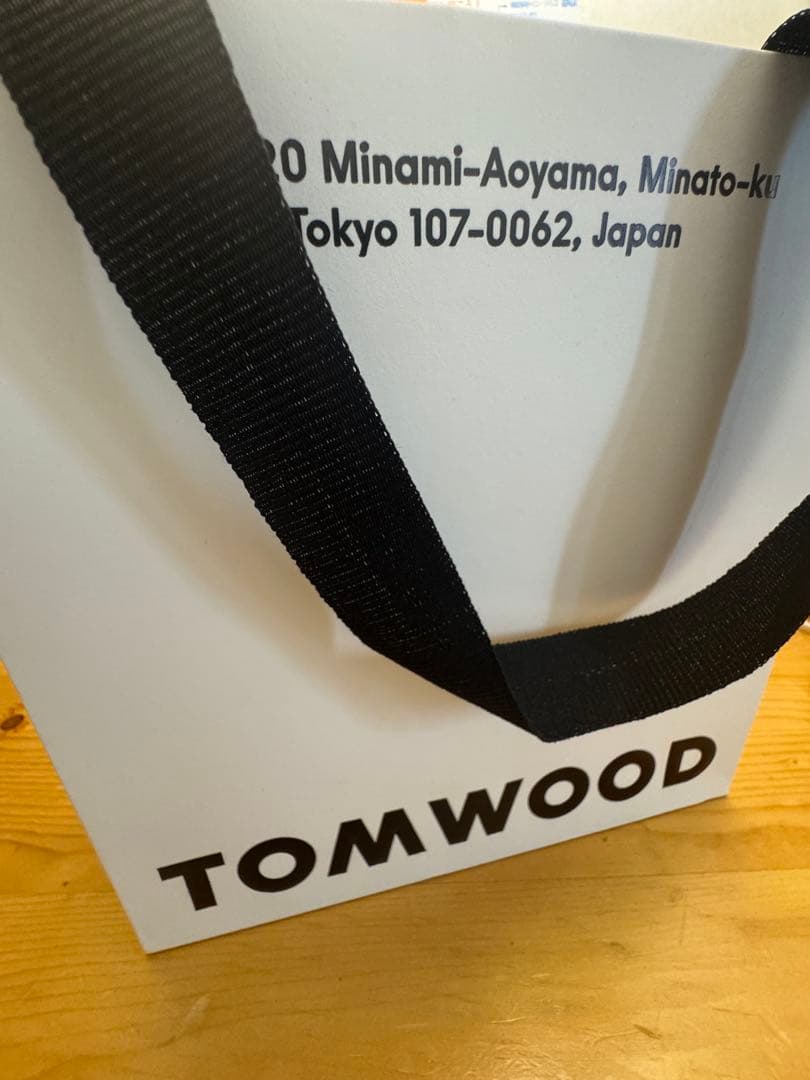 20 Minami-Aoyama, Minato-ku
Tokyo 107-0062, Japan
TOMWOOD